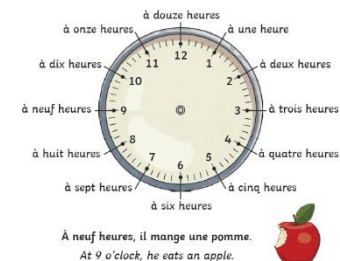 à douze heures
à onze heures
à une heure
à dix heures
à deux heures
à neuf heures
à trois heures
à huit heures
à quatre heures
à sept heures
à cinq heures
à six heures
12
11
1
10
2
9
3
8
4
7
5
6
À neuf heures, il mange une pomme.
At 9 o'clock, he eats an apple.